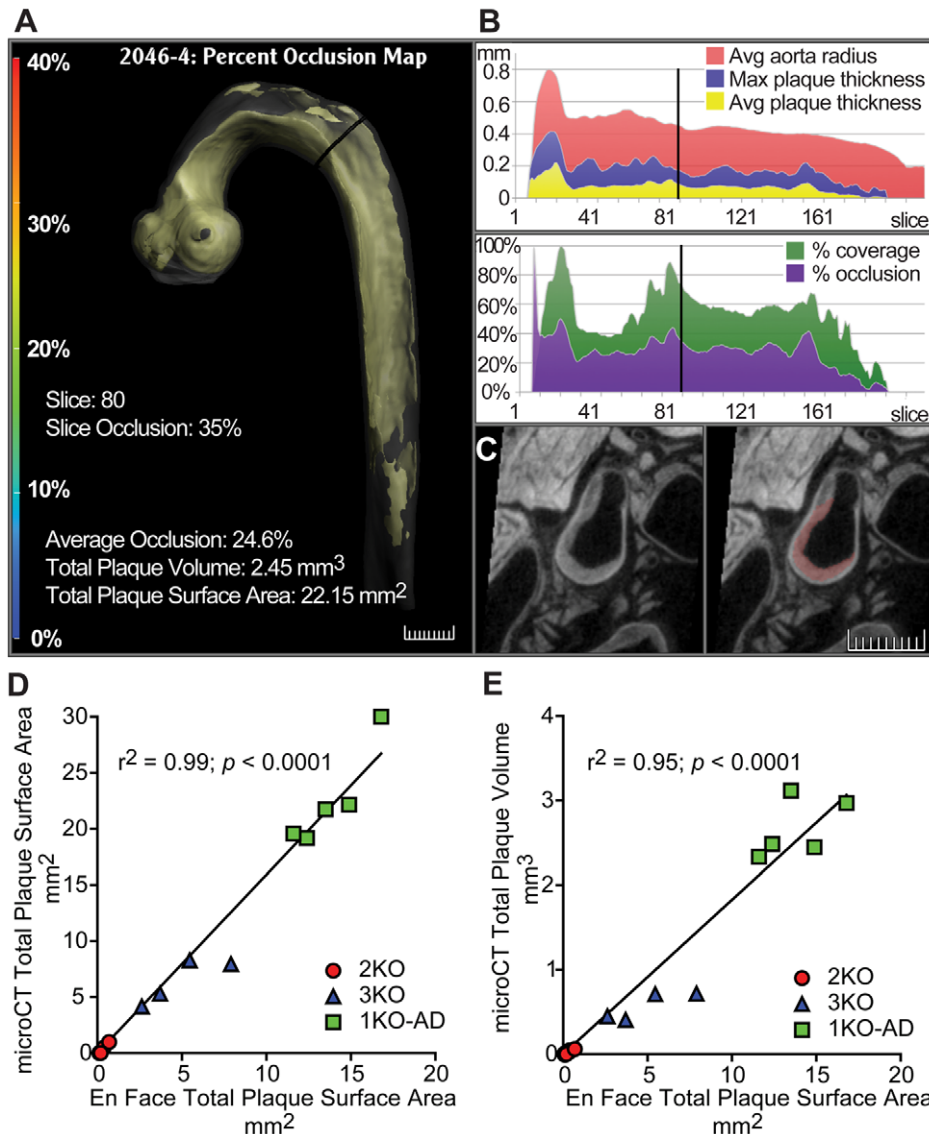 A
2046-4: Percent Occlusion Map
40%
30%
20%
10%
0%
Slice: 80
Slice Occlusion: 35%
Average Occlusion: 24.6%
Total Plaque Volume: 2.45 mm³
Total Plaque Surface Area: 22.15 mm²
B
mm
0.8
0.6
0.4
0.2
0
Avg aorta radius
Max plaque thickness
Avg plaque thickness
1 41 81 121 161 slice
100%
80%
60%
40%
20%
0%
% coverage
% occlusion
1 41 81 121 161 slice
C
D
microCT Total Plaque Surface Area
mm²
30
25
20
15
10
5
0
r² = 0.99; p < 0.0001
2KO
3KO
1KO-AD
0 5 10 15 20
En Face Total Plaque Surface Area
mm²
E
microCT Total Plaque Volume
mm³
4
3
2
1
0
r² = 0.95; p < 0.0001
2KO
3KO
1KO-AD
0 5 10 15 20
En Face Total Plaque Surface Area
mm²